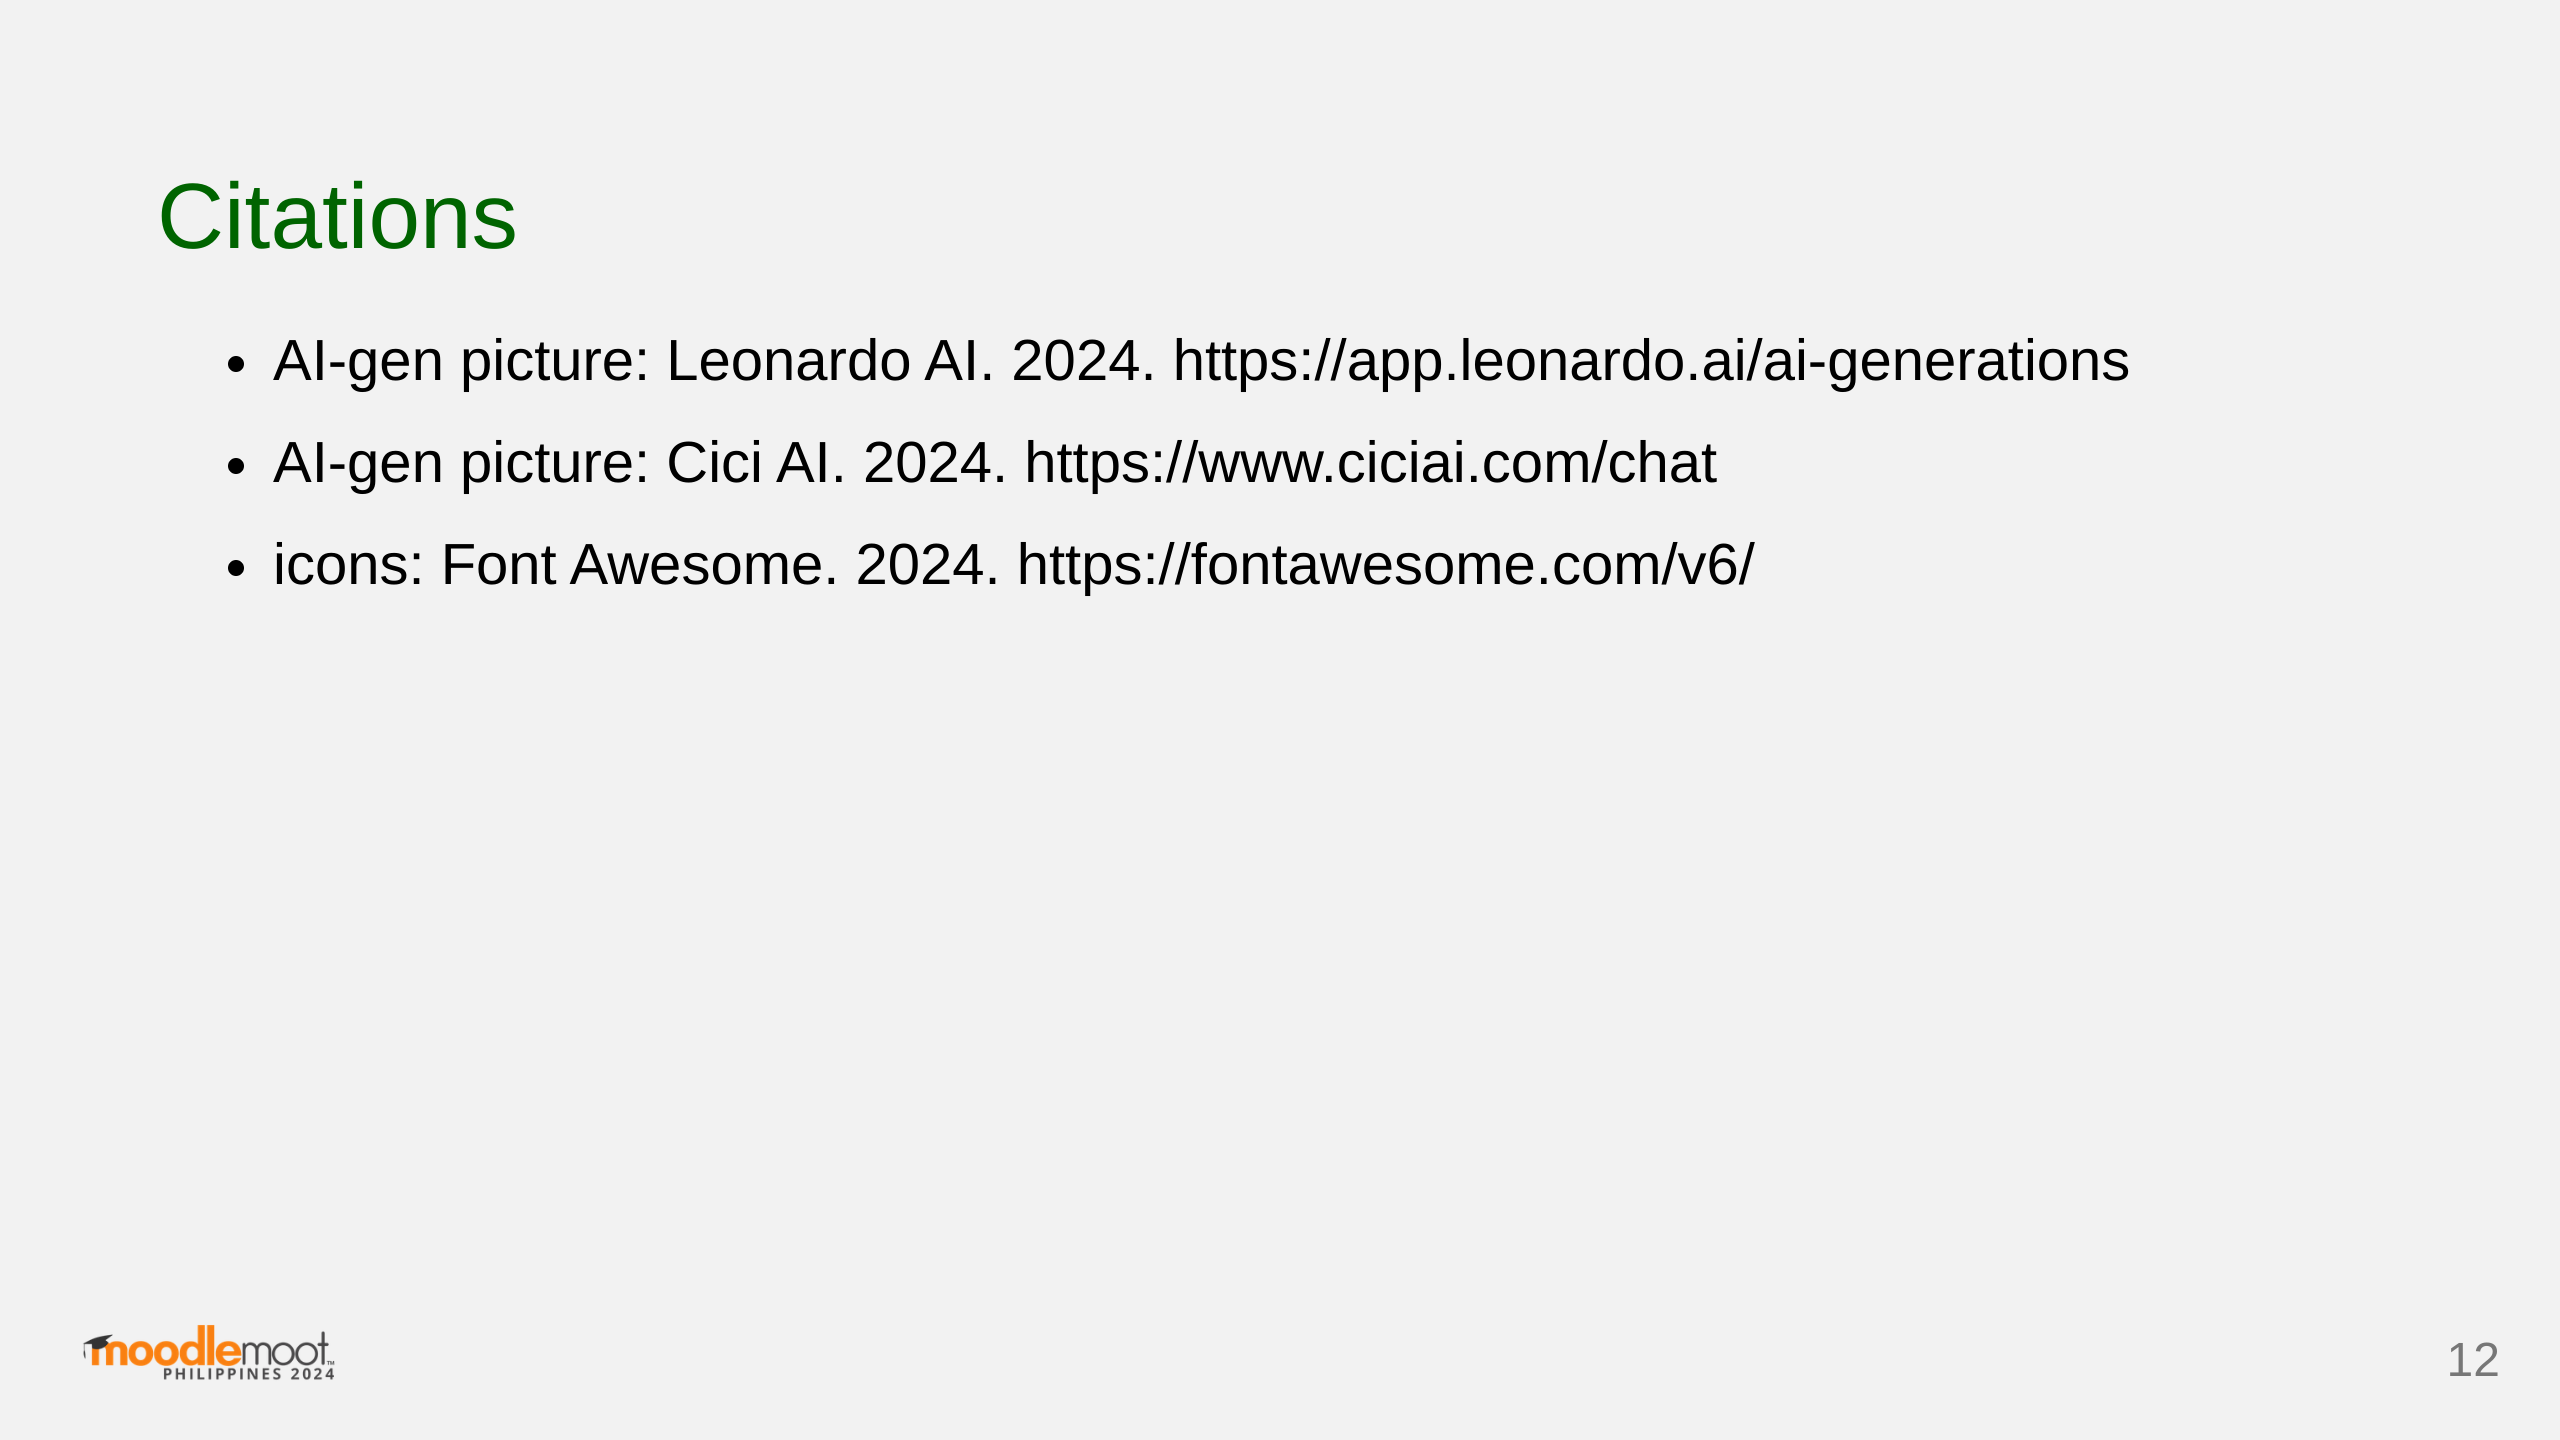 Citations
• AI-gen picture: Leonardo AI. 2024. https://app.leonardo.ai/ai-generations
• AI-gen picture: Cici AI. 2024. https://www.ciciai.com/chat
• icons: Font Awesome. 2024. https://fontawesome.com/v6/
moodlemoot™
PHILIPPINES 2024
12